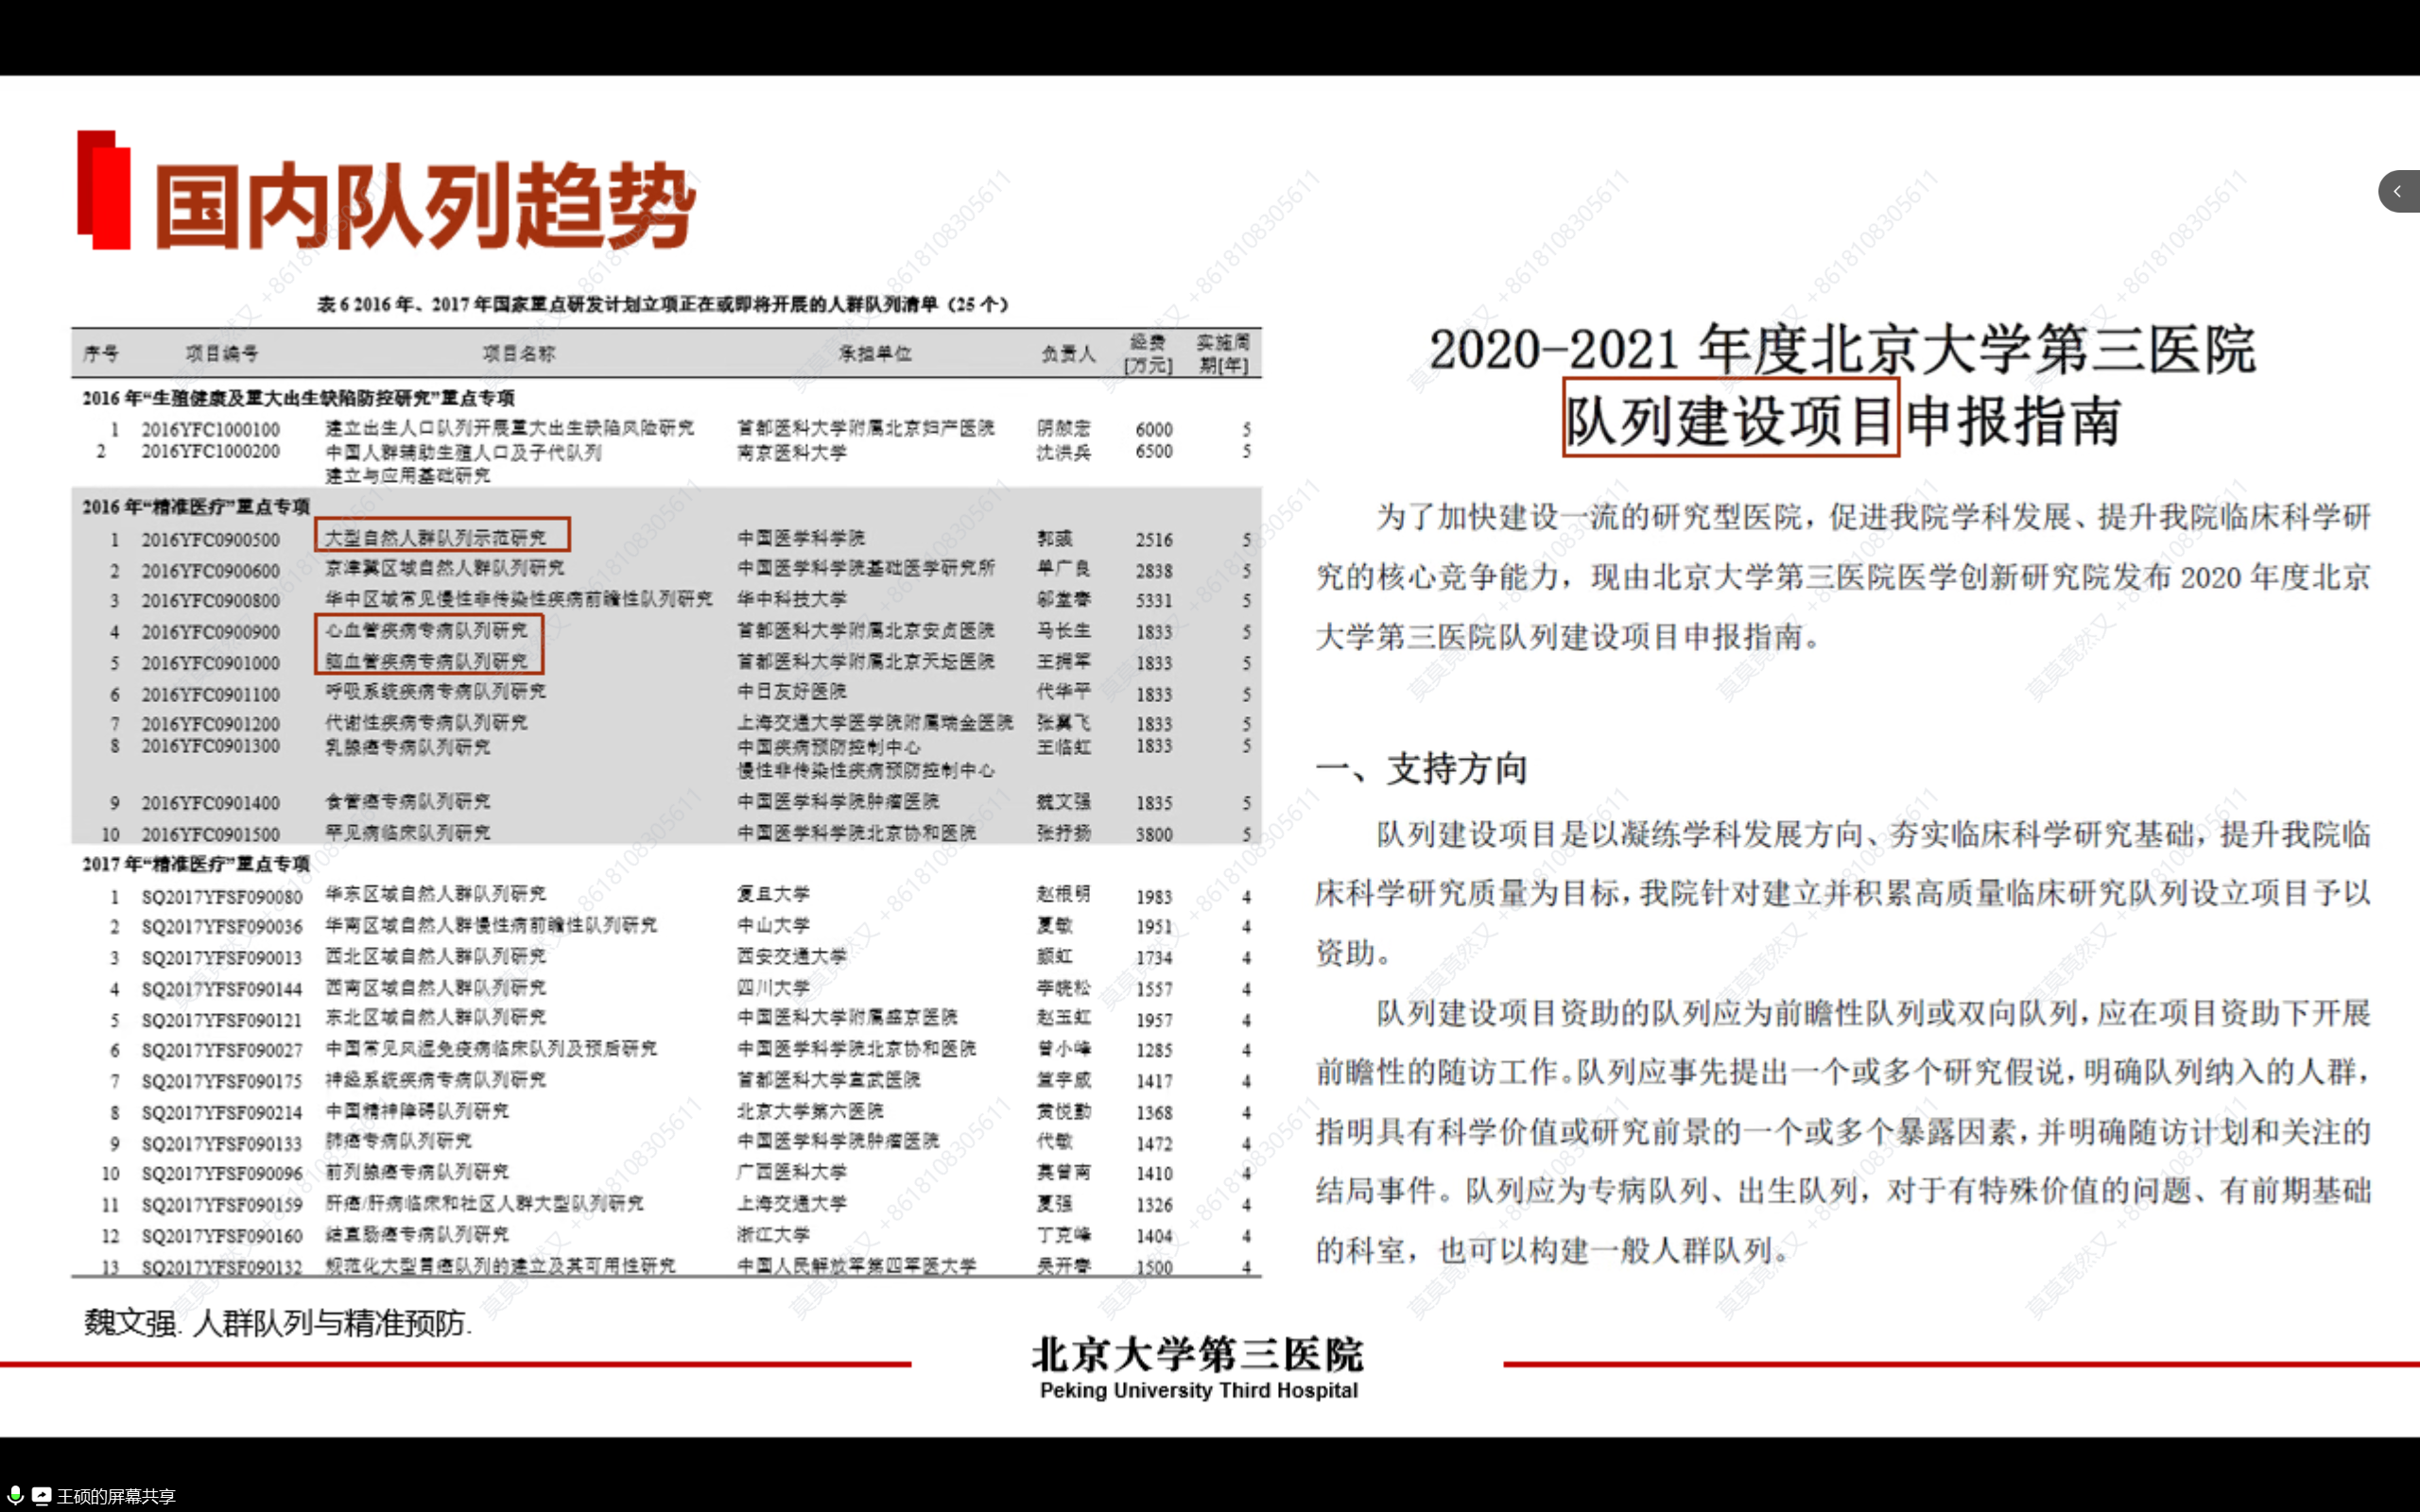 国内队列趋势
表 6 2016 年、2017 年国家重点研发计划立项正在或即将开展的人群队列清单（25 个）
序号 项目编号 项目名称 承担单位 负责人 经费[万元] 实施周期[年]
2016 年“生殖健康及重大出生缺陷防控研究”重点专项
1 2016YFC1000100 建立出生人口队列开展重大出生缺陷风险研究 首都医科大学附属北京妇产医院 阴赪宏 6000 5
2 2016YFC1000200 中国人群辅助生殖人口及子代队列 南京医科大学 沈洪兵 6500 5
建立与应用基础研究
2016 年“精准医疗”重点专项
1 2016YFC0900500 大型自然人群队列示范研究 中国医学科学院 郭彧 2516 5
2 2016YFC0900600 京津冀区域自然人群队列研究 中国医学科学院基础医学研究所 单广良 2838 5
3 2016YFC0900800 华中区域常见慢性非传染性疾病前瞻性队列研究 华中科技大学 邬堂春 5331 5
4 2016YFC0900900 心血管疾病专病队列研究 首都医科大学附属北京安贞医院 马长生 1833 5
5 2016YFC0901000 脑血管疾病专病队列研究 首都医科大学附属北京天坛医院 王拥军 1833 5
6 2016YFC0901100 呼吸系统疾病专病队列研究 中日友好医院 代华平 1833 5
7 2016YFC0901200 代谢性疾病专病队列研究 上海交通大学医学院附属瑞金医院 张翼飞 1833 5
8 2016YFC0901300 乳腺癌专病队列研究 中国疾病预防控制中心 王临虹 1833 5
慢性非传染性疾病预防控制中心
9 2016YFC0901400 食管癌专病队列研究 中国医学科学院肿瘤医院 魏文强 1835 5
10 2016YFC0901500 罕见病临床队列研究 中国医学科学院北京协和医院 张抒扬 3800 5
2017 年“精准医疗”重点专项
1 SQ2017YFSF090080 华东区域自然人群队列研究 复旦大学 赵根明 1983 4
2 SQ2017YFSF090036 华南区域自然人群慢性病前瞻性队列研究 中山大学 夏敏 1951 4
3 SQ2017YFSF090013 西北区域自然人群队列研究 西安交通大学 颜虹 1734 4
4 SQ2017YFSF090144 西南区域自然人群队列研究 四川大学 李晓松 1557 4
5 SQ2017YFSF090121 东北区域自然人群队列研究 中国医科大学附属盛京医院 赵玉虹 1957 4
6 SQ2017YFSF090027 中国常见风湿免疫病临床队列及预后研究 中国医学科学院北京协和医院 曾小峰 1285 4
7 SQ2017YFSF090175 神经系统疾病专病队列研究 首都医科大学宣武医院 宣宇威 1417 4
8 SQ2017YFSF090214 中国精神障碍队列研究 北京大学第六医院 黄悦勤 1368 4
9 SQ2017YFSF090133 肺癌专病队列研究 中国医学科学院肿瘤医院 代敏 1472 4
10 SQ2017YFSF090096 前列腺癌专病队列研究 广西医科大学 莫曾南 1410 4
11 SQ2017YFSF090159 肝癌/肝病临床和社区人群大型队列研究 上海交通大学 夏强 1326 4
12 SQ2017YFSF090160 结直肠癌专病队列研究 浙江大学 丁克峰 1404 4
13 SQ2017YFSF090132 规范化大型胃癌队列的建立及其可用性研究 中国人民解放军第四军医大学 吴开春 1500 4
魏文强. 人群队列与精准预防.
2020-2021 年度北京大学第三医院
队列建设项目申报指南
为了加快建设一流的研究型医院，促进我院学科发展、提升我院临床科学研
究的核心竞争能力，现由北京大学第三医院医学创新研究院发布 2020 年度北京
大学第三医院队列建设项目申报指南。
一、支持方向
队列建设项目是以凝练学科发展方向、夯实临床科学研究基础，提升我院临
床科学研究质量为目标，我院针对建立并积累高质量临床研究队列设立项目予以
资助。
队列建设项目资助的队列应为前瞻性队列或双向队列，应在项目资助下开展
前瞻性的随访工作。队列应事先提出一个或多个研究假说，明确队列纳入的人群，
指明具有科学价值或研究前景的一个或多个暴露因素，并明确随访计划和关注的
结局事件。队列应为专病队列、出生队列，对于有特殊价值的问题、有前期基础
的科室，也可以构建一般人群队列。
北京大学第三医院
Peking University Third Hospital
王硕的屏幕共享